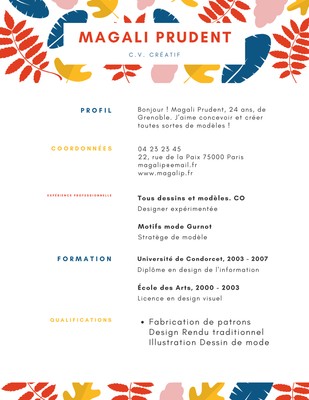 MAGALI PRUDENT
C.V. CRÉATIF
PROFIL
Bonjour ! Magali Prudent, 24 ans, de
Grenoble. J'aime concevoir et créer
toutes sortes de modèles !
COORDONNÉES
04 23 23 45
22, rue de la Paix 75000 Paris
magalipe@email.fr
www.magalip.fr
EXPÉRIENCE PROFESSIONNELLE
Tous dessins et modèles. CO
Designer expérimentée
Motifs mode Gurnot
Stratège de modèle
FORMATION
Université de Condorcet, 2003 - 2007
Diplôme en design de l'information
École des Arts, 2000 - 2003
Licence en design visuel
QUALIFICATIONS
• Fabrication de patrons
Design Rendu traditionnel
Illustration Dessin de mode